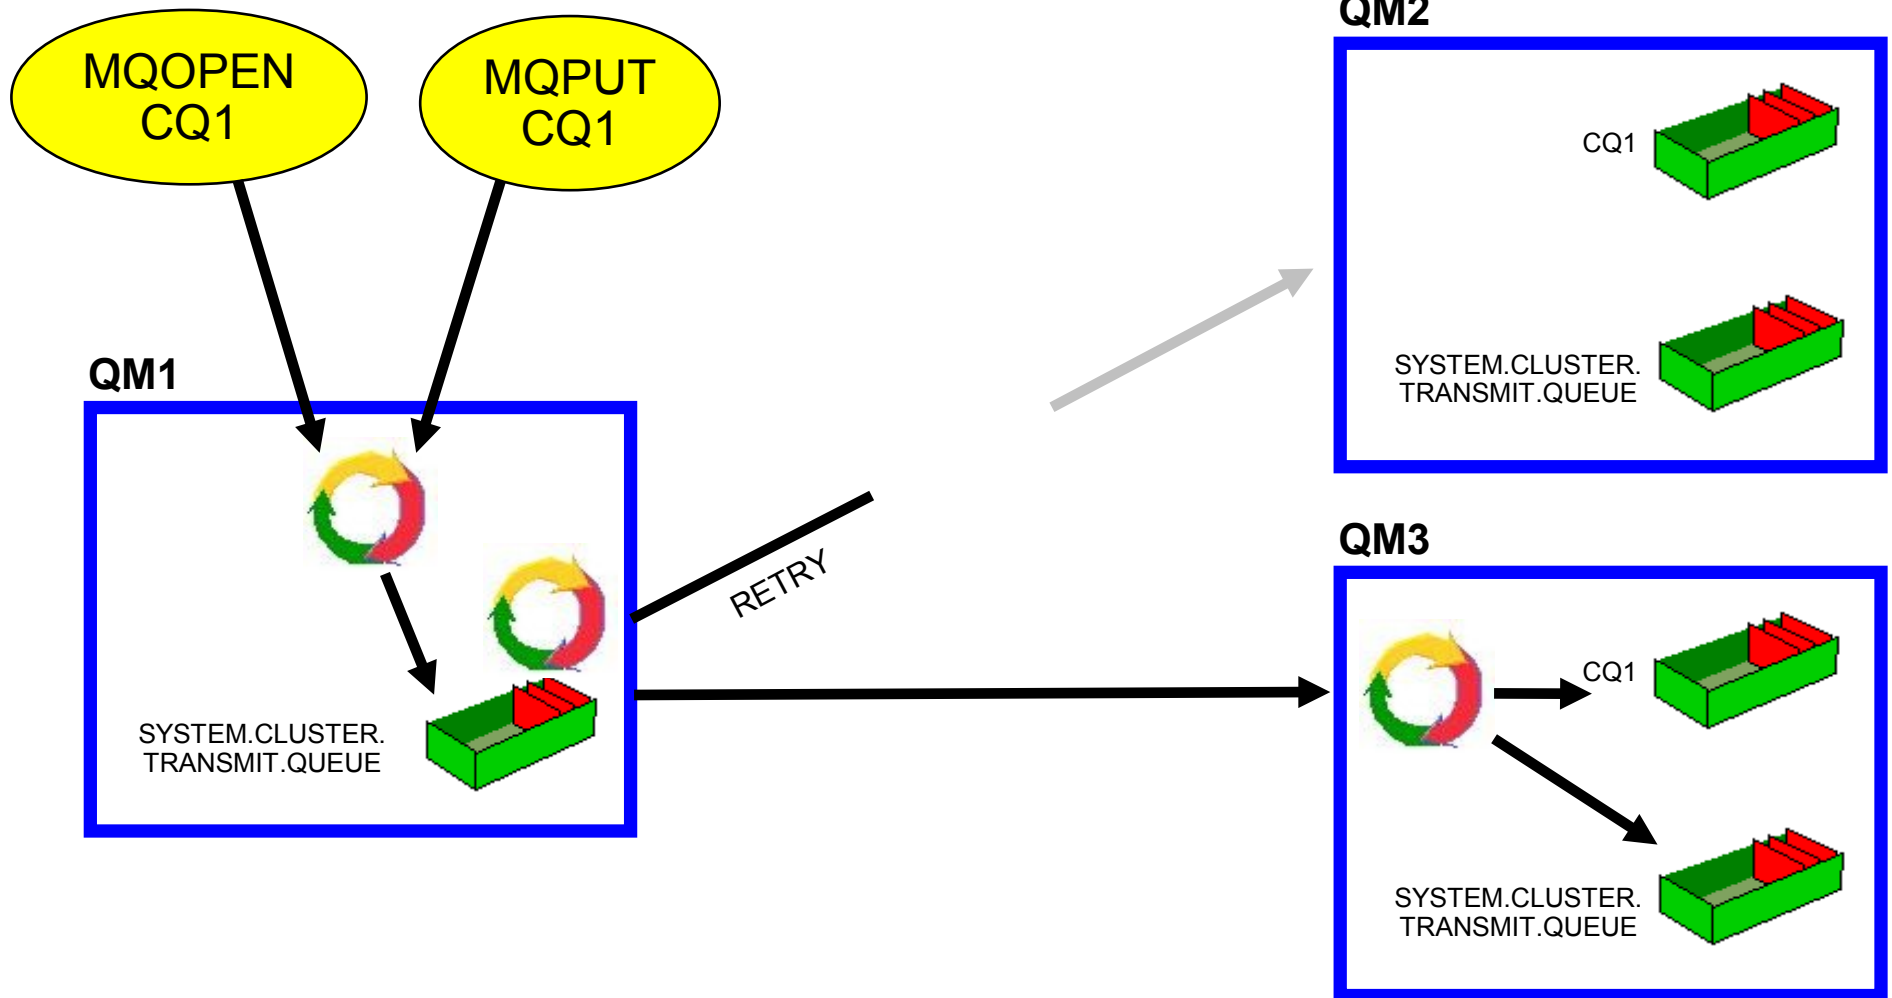 QM2
MQOPEN
CQ1
MQPUT
CQ1
CQ1
SYSTEM.CLUSTER.
TRANSMIT.QUEUE
QM1
RETRY
SYSTEM.CLUSTER.
TRANSMIT.QUEUE
QM3
CQ1
SYSTEM.CLUSTER.
TRANSMIT.QUEUE